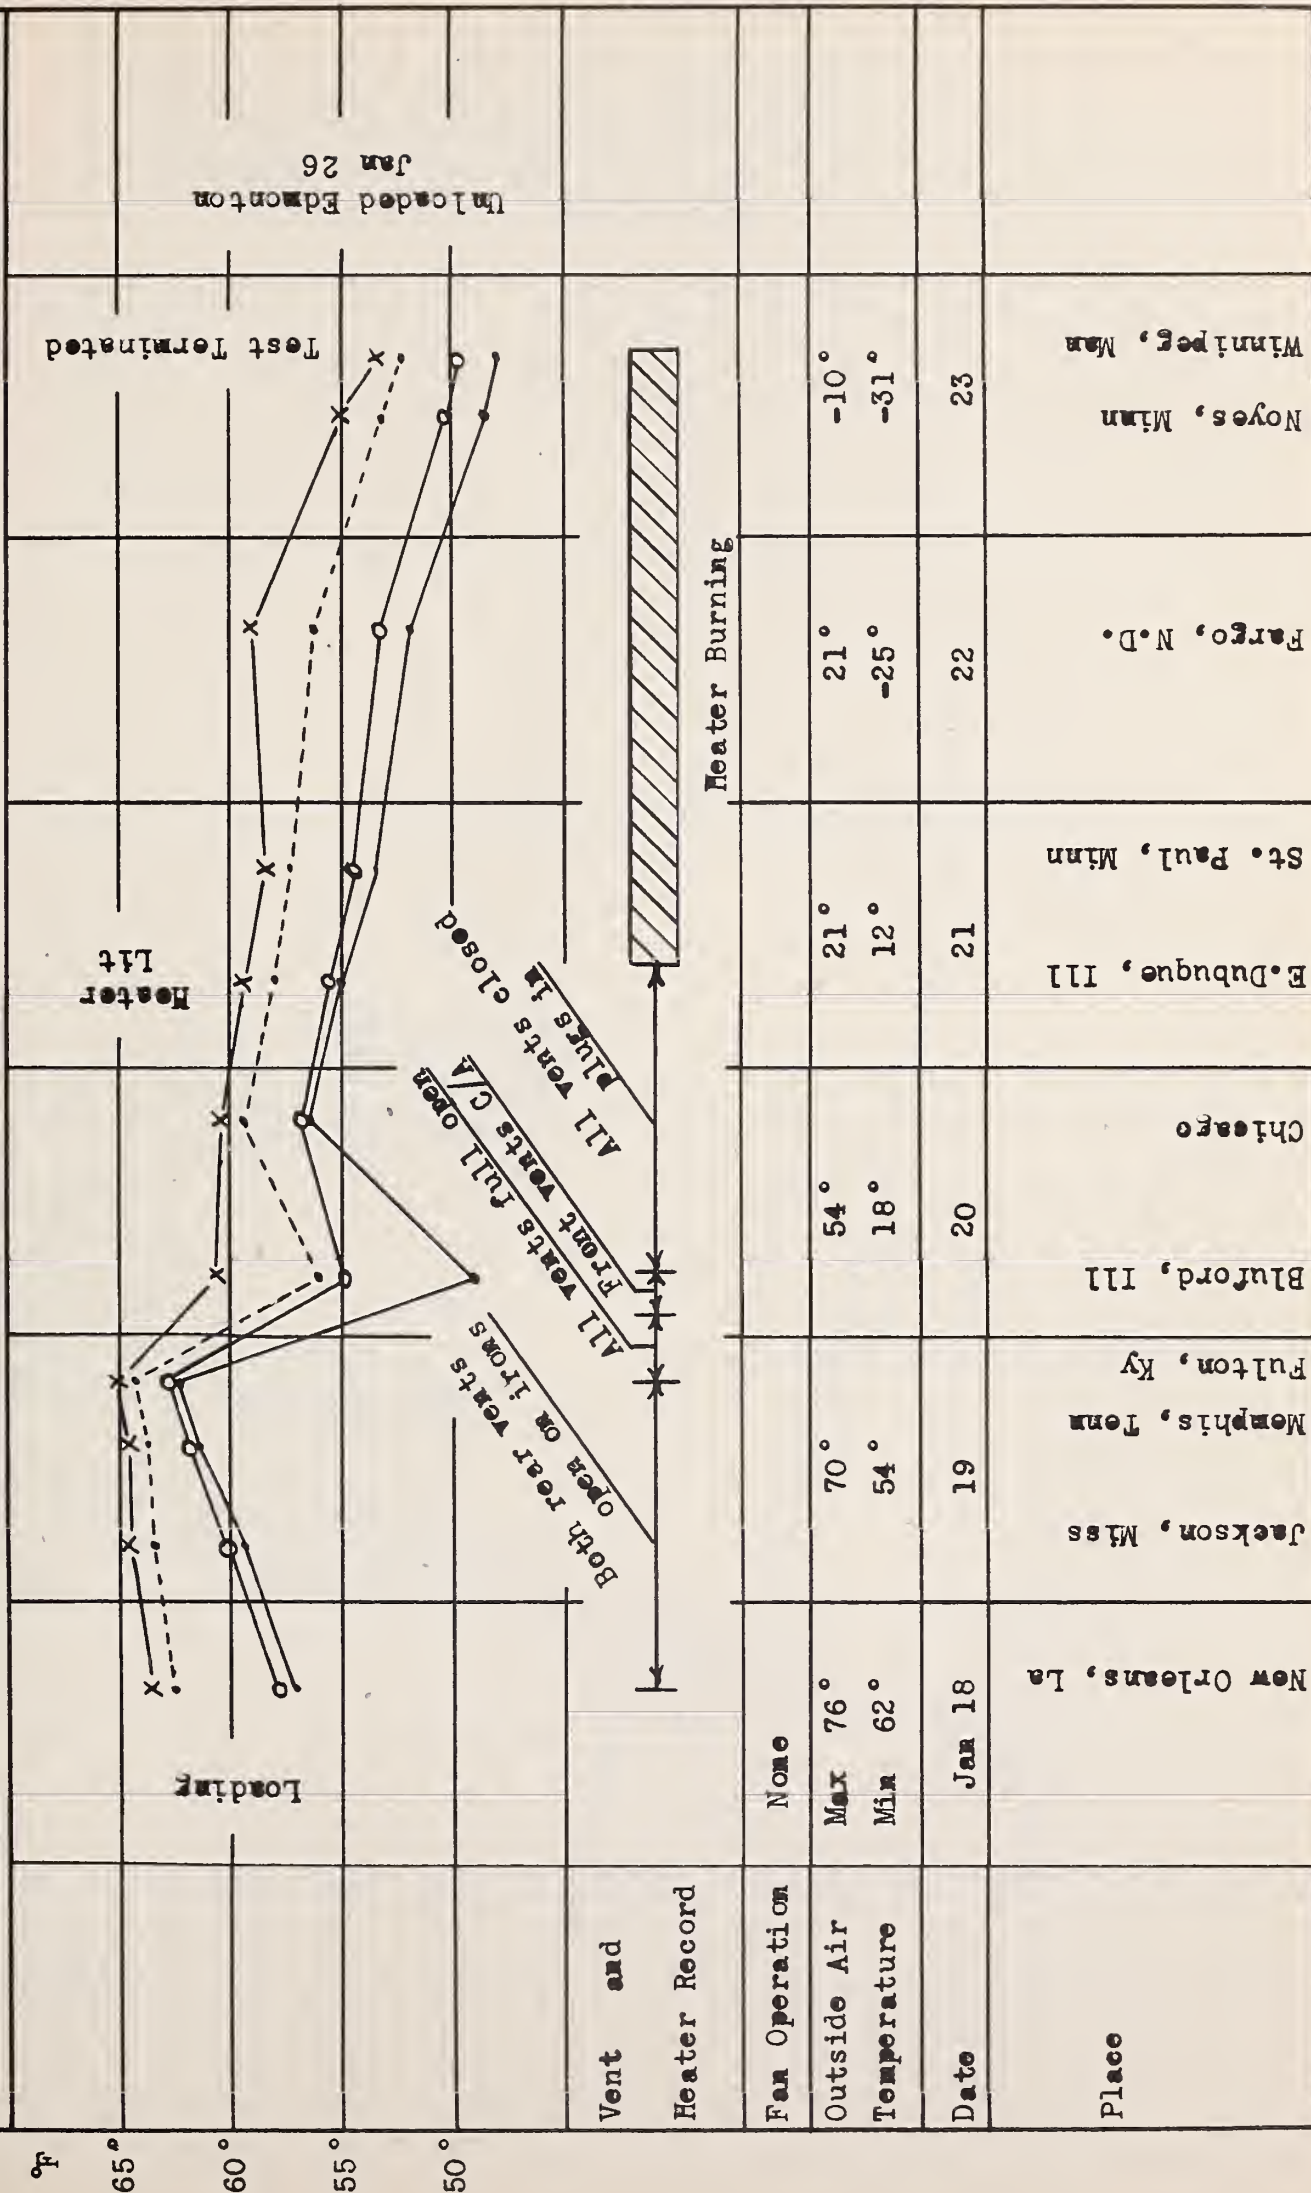 °F
65°
60°
55°
50°
Loading
Heater
Lit
Test Terminated
Unloaded Edmonton
Jan 26
Vent and
Heater Record
Both rear vents
open on irons
All vents full open
Front vents C/A
All vents closed
plugs in
Heater Burning
Fan Operation None
Outside Air Max 76° 70° 54° 21° 21° -10°
Temperature Min 62° 54° 18° 12° -25° -31°
Date Jan 18 19 20 21 22 23
Place
New Orleans, La
Jackson, Miss
Memphis, Tenn
Fulton, Ky
Bluford, Ill
Chicago
E.Dubuque, Ill
St. Paul, Minn
Fargo, N.D.
Noyes, Minn
Winnipeg, Man